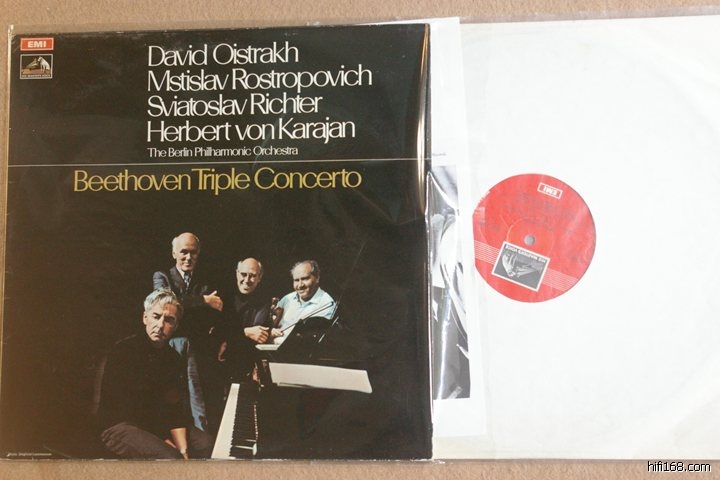 EMI
David Oistrakh
Mstislav Rostropovich
Sviatoslav Richter
Herbert von Karajan
The Berlin Philharmonic Orchestra
Beethoven Triple Concerto
EMI
hifi168.com